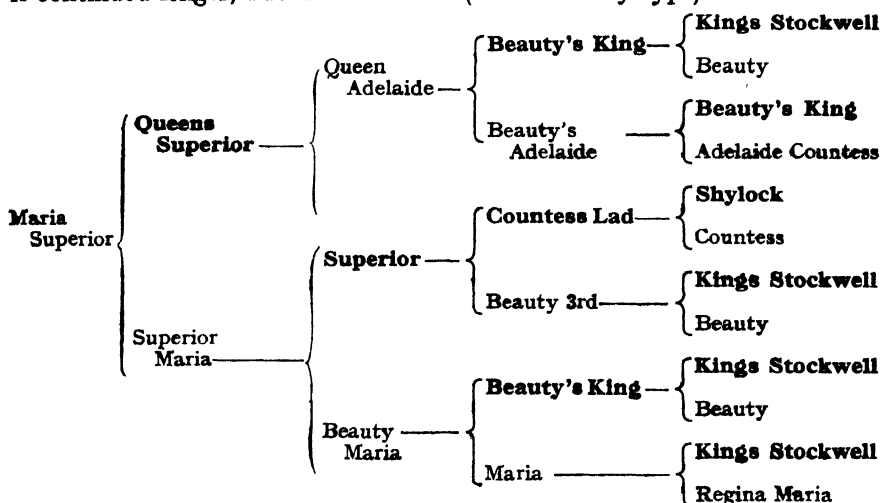 Kings Stockwell
Beauty's King
Queen
Adelaide
Beauty
Queens
Superior
Beauty's
Adelaide
Beauty's King
Adelaide Countess
Maria
Superior
Shylock
Countess Lad
Countess
Superior
Kings Stockwell
Beauty 3rd
Beauty
Superior
Maria
Kings Stockwell
Beauty's King
Beauty
Beauty
Maria
Kings Stockwell
Maria
Regina Maria